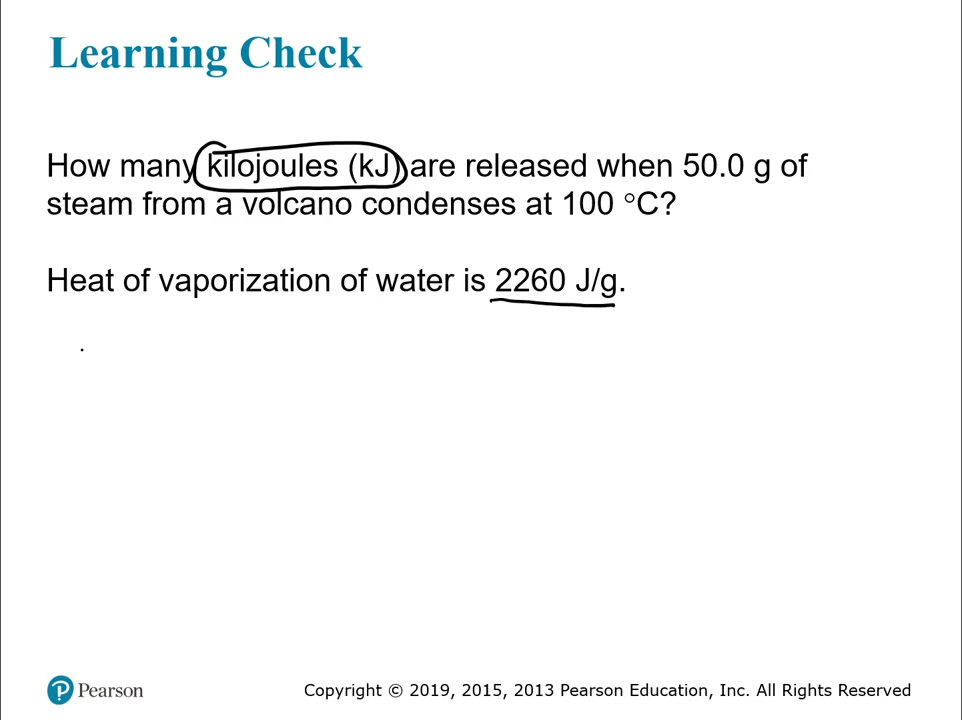 Learning Check
How many kilojoules (kJ) are released when 50.0 g of
steam from a volcano condenses at 100 °C?
Heat of vaporization of water is 2260 J/g.
Pearson
Copyright © 2019, 2015, 2013 Pearson Education, Inc. All Rights Reserved